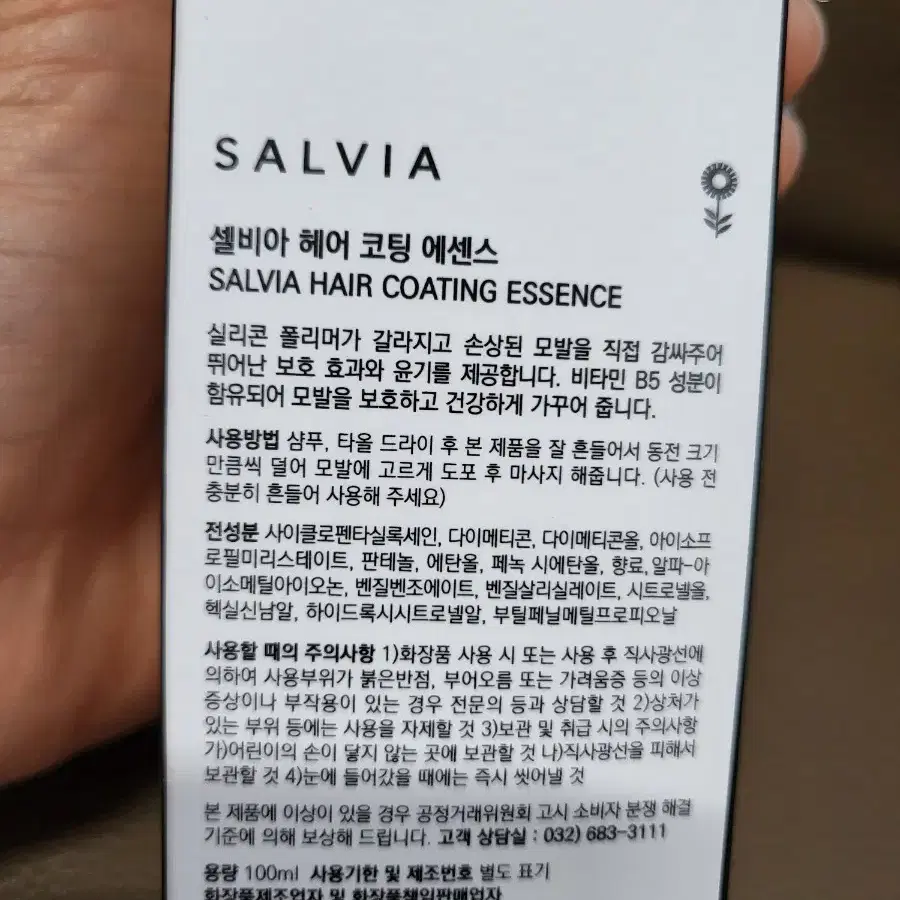 SALVIA
셀비아 헤어 코팅 에센스
SALVIA HAIR COATING ESSENCE
실리콘 폴리머가 갈라지고 손상된 모발을 직접 감싸주어
뛰어난 보호 효과와 윤기를 제공합니다. 비타민 B5 성분이
함유되어 모발을 보호하고 건강하게 가꾸어 줍니다.
사용방법 샴푸, 타올 드라이 후 본 제품을 잘 흔들어서 동전 크기
만큼씩 덜어 모발에 고르게 도포 후 마사지 해줍니다. (사용 전
충분히 흔들어 사용해 주세요)
전성분 사이클로펜타실록세인, 다이메티콘, 다이메티콘올, 아이소프
로필미리스테이트, 판테놀, 에탄올, 페녹 시에탄올, 향료, 알파-아
이소메틸아이오논, 벤질벤조에이트, 벤질살리실레이트, 시트로넬올,
헥실신남알, 하이드록시시트로넬알, 부틸페닐메틸프로피오날
사용할 때의 주의사항 1)화장품 사용 시 또는 사용 후 직사광선에
의하여 사용부위가 붉은반점, 부어오름 또는 가려움증 등의 이상
증상이나 부작용이 있는 경우 전문의 등과 상담할 것 2)상처가
있는 부위 등에는 사용을 자제할 것 3)보관 및 취급 시의 주의사항
가)어린이의 손이 닿지 않는 곳에 보관할 것 나)직사광선을 피해서
보관할 것 4)눈에 들어갔을 때에는 즉시 씻어낼 것
본 제품에 이상이 있을 경우 공정거래위원회 고시 소비자 분쟁 해결
기준에 의해 보상해 드립니다. 고객 상담실 : 032) 683-3111
용량 100ml 사용기한 및 제조번호 별도 표기
화장품제조업자 및 화장품책임판매업자